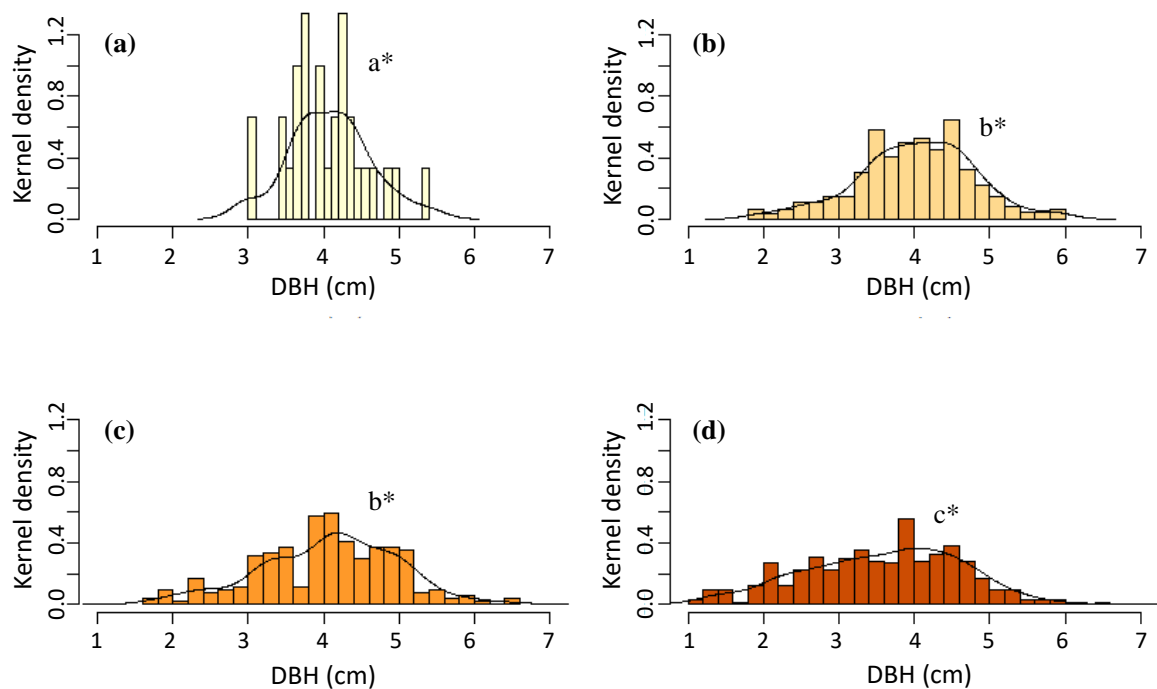 (a)
a*
Kernel density
0.0 0.4 0.8 1.2
1 2 3 4 5 6 7
DBH (cm)
(b)
b*
Kernel density
0.0 0.4 0.8 1.2
1 2 3 4 5 6 7
DBH (cm)
(c)
b*
Kernel density
0.0 0.4 0.8 1.2
1 2 3 4 5 6 7
DBH (cm)
(d)
c*
Kernel density
0.0 0.4 0.8 1.2
1 2 3 4 5 6 7
DBH (cm)